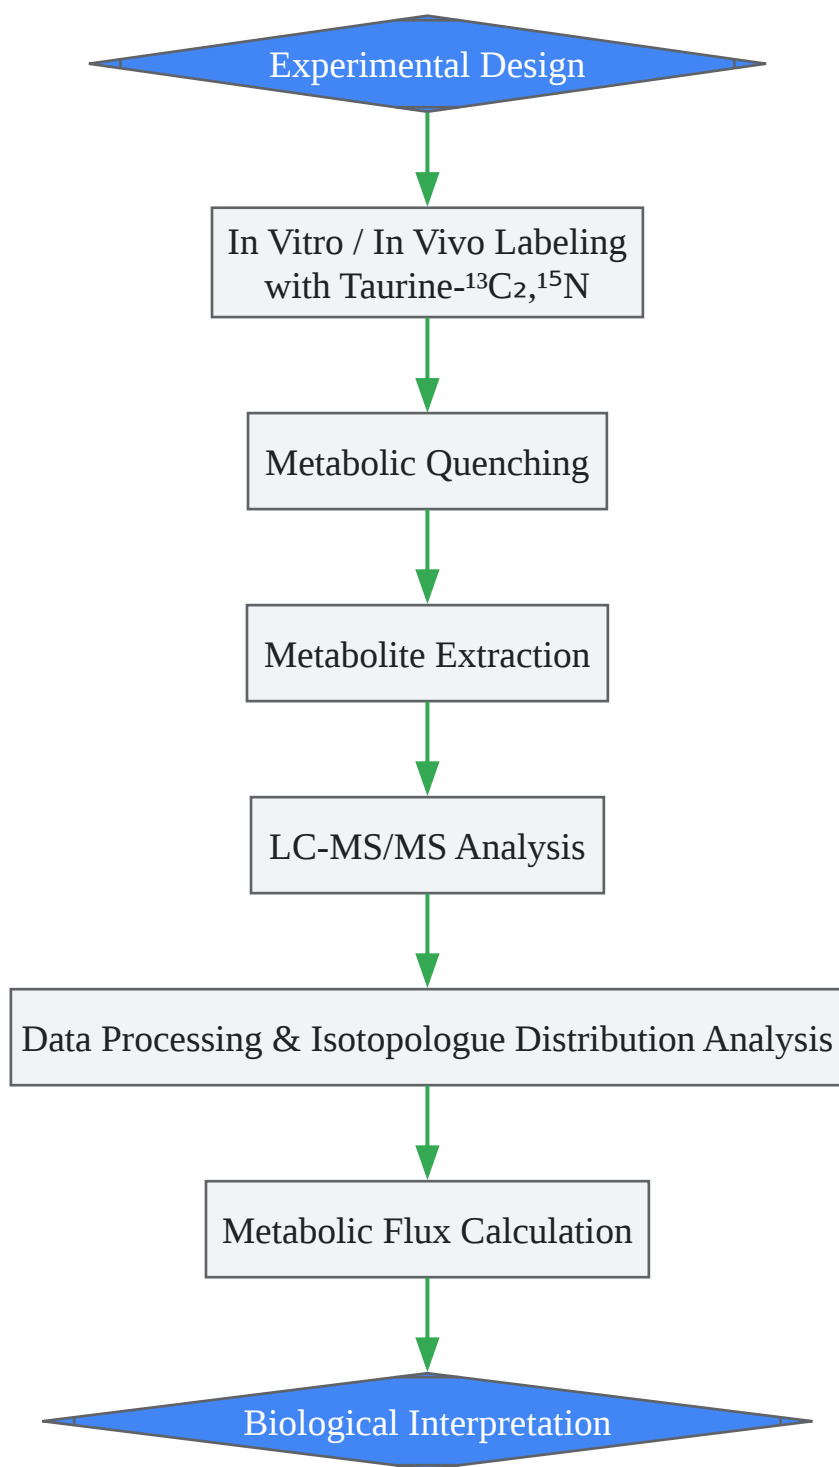 Experimental Design
In Vitro / In Vivo Labeling
with Taurine-¹³C₂,¹⁵N
Metabolic Quenching
Metabolite Extraction
LC-MS/MS Analysis
Data Processing & Isotopologue Distribution Analysis
Metabolic Flux Calculation
Biological Interpretation